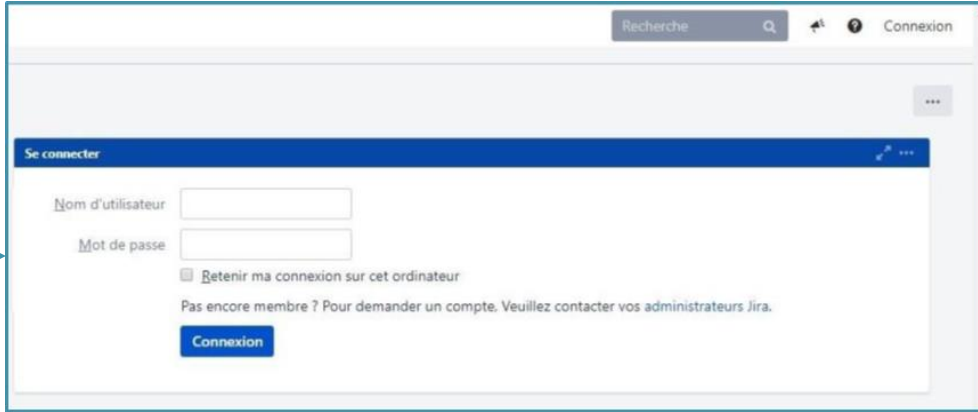 Recherche
Connexion
Se connecter
Nom d'utilisateur
Mot de passe
Retenir ma connexion sur cet ordinateur
Pas encore membre ? Pour demander un compte. Veuillez contacter vos administrateurs Jira.
Connexion